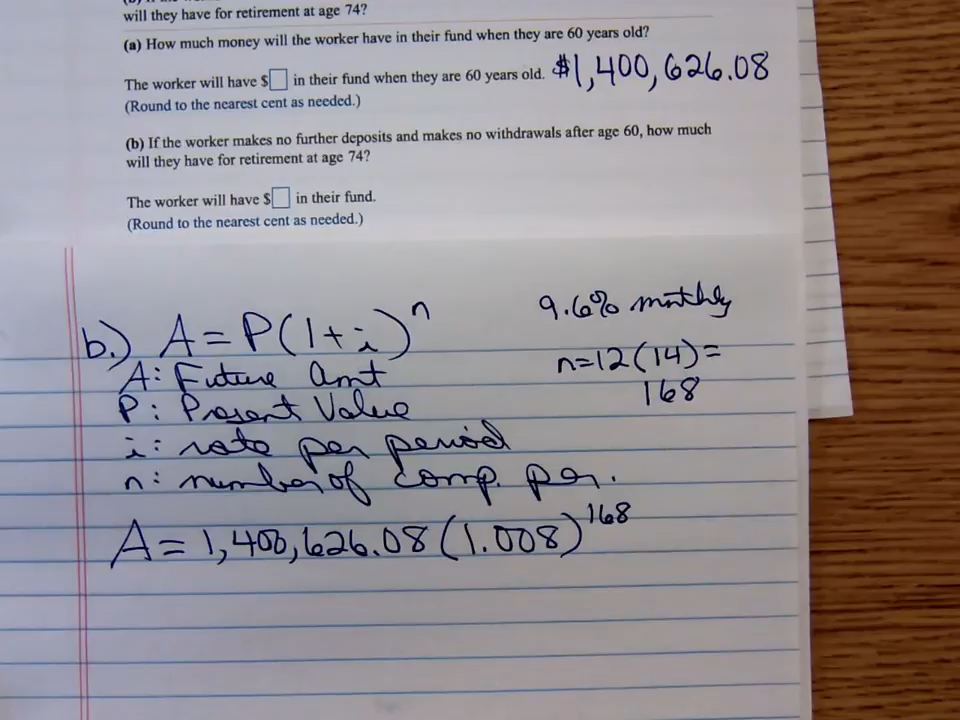 will they have for retirement at age 74?
(a) How much money will the worker have in their fund when they are 60 years old?
The worker will have $ in their fund when they are 60 years old. $1,400,626.08
(Round to the nearest cent as needed.)
(b) If the worker makes no further deposits and makes no withdrawals after age 60, how much
will they have for retirement at age 74?
The worker will have $ in their fund.
(Round to the nearest cent as needed.)
9.6% monthly
b.) A = P(1+i)^n
n=12(14)=
168
A: Future Amt
P: Present Value
i: rate per period
n: number of comp. per.
A = 1,400,626.08(1.008)^168